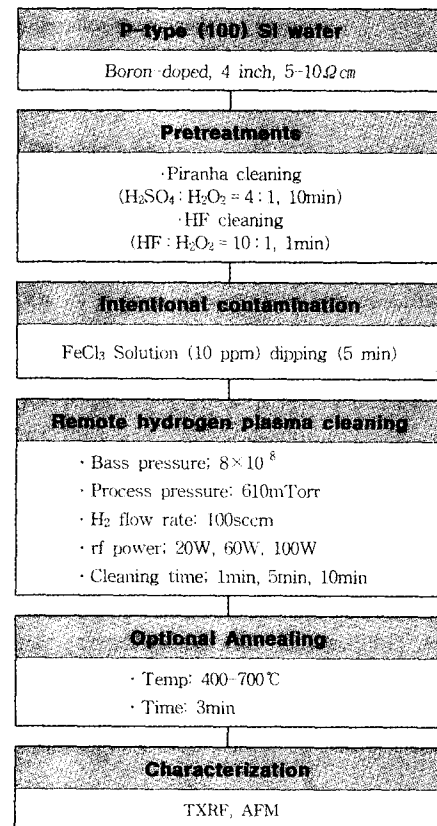 P-type (100) Si wafer
Boron-doped, 4 inch, 5-10Ωcm
Pretreatments
·Piranha cleaning
(H₂SO₄ : H₂O₂ = 4 : 1, 10min)
·HF cleaning
(HF : H₂O₂ = 10 : 1, 1min)
Intentional contamination
FeCl₃ Solution (10 ppm) dipping (5 min)
Remote hydrogen plasma cleaning
· Bass pressure; 8×10⁻⁸
· Process pressure: 610mTorr
· H₂ flow rate: 100sccm
· rf power; 20W, 60W, 100W
· Cleaning time; 1min, 5min, 10min
Optional Annealing
· Temp: 400-700℃
· Time: 3min
Characterization
TXRF, AFM